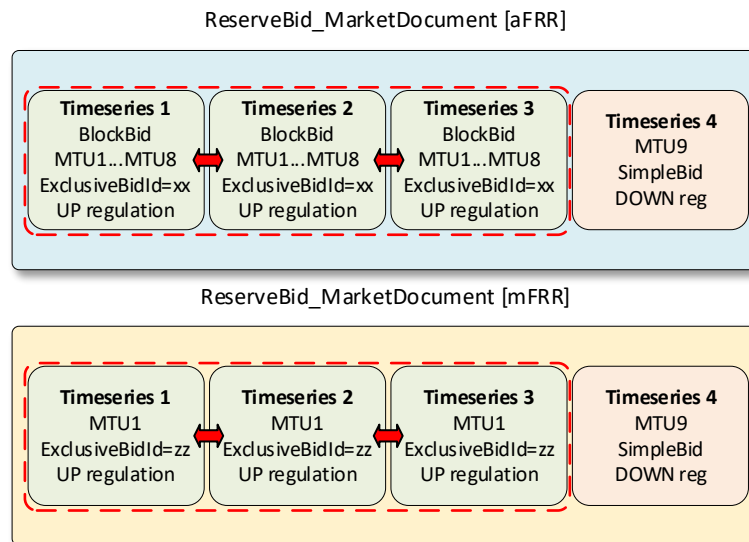 ReserveBid_MarketDocument [aFRR]
Timeseries 1
BlockBid
MTU1...MTU8
ExclusiveBidId=xx
UP regulation
Timeseries 2
BlockBid
MTU1...MTU8
ExclusiveBidId=xx
UP regulation
Timeseries 3
BlockBid
MTU1...MTU8
ExclusiveBidId=xx
UP regulation
Timeseries 4
MTU9
SimpleBid
DOWN reg
ReserveBid_MarketDocument [mFRR]
Timeseries 1
MTU1
ExclusiveBidId=zz
UP regulation
Timeseries 2
MTU1
ExclusiveBidId=zz
UP regulation
Timeseries 3
MTU1
ExclusiveBidId=zz
UP regulation
Timeseries 4
MTU9
SimpleBid
DOWN reg